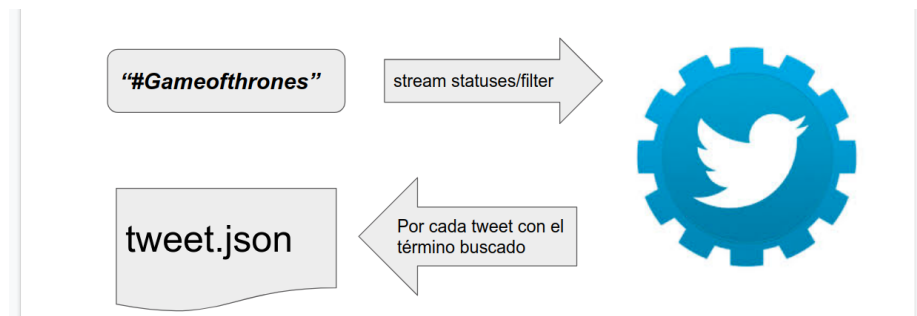 “#Gameofthrones”
stream statuses/filter
tweet.json
Por cada tweet con el
término buscado